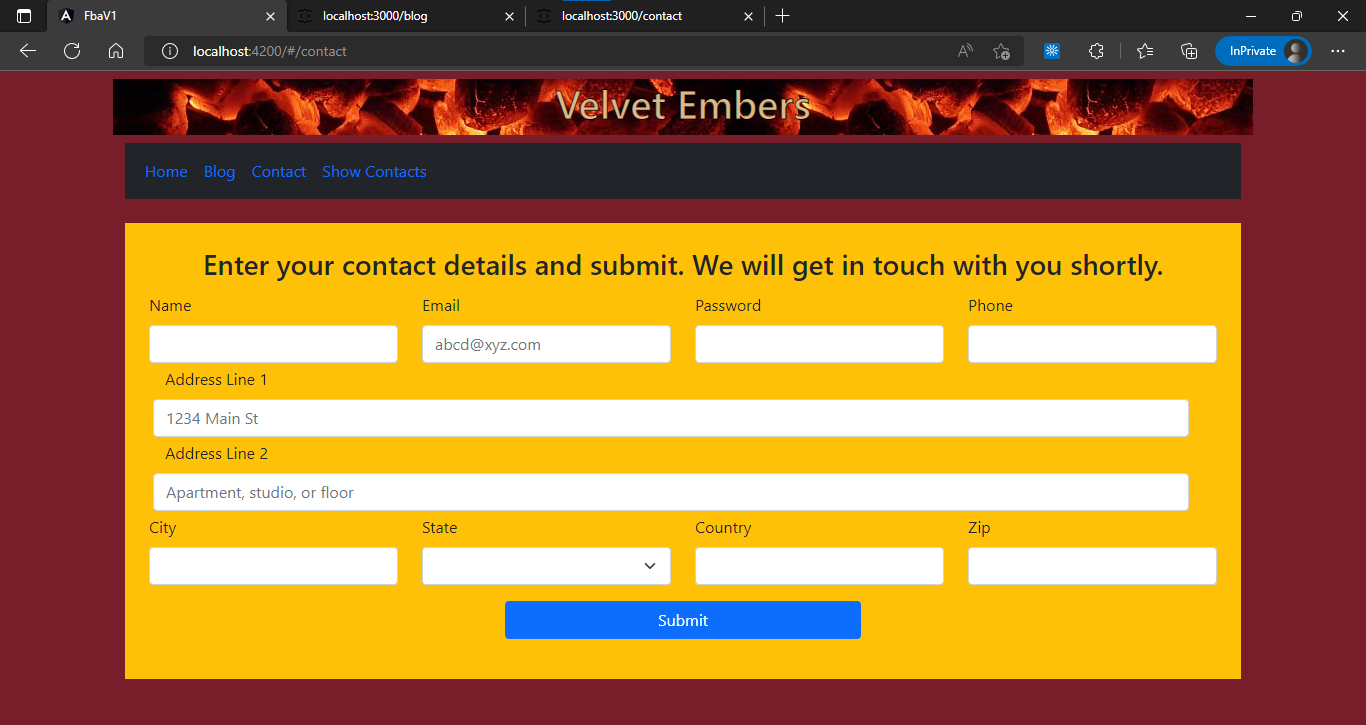 FbaV1
localhost:3000/blog
localhost:3000/contact
localhost:4200/#/contact
InPrivate
Velvet Embers
Home Blog Contact Show Contacts
Enter your contact details and submit. We will get in touch with you shortly.
Name Email Password Phone
abcd@xyz.com
Address Line 1
1234 Main St
Address Line 2
Apartment, studio, or floor
City State Country Zip
Submit